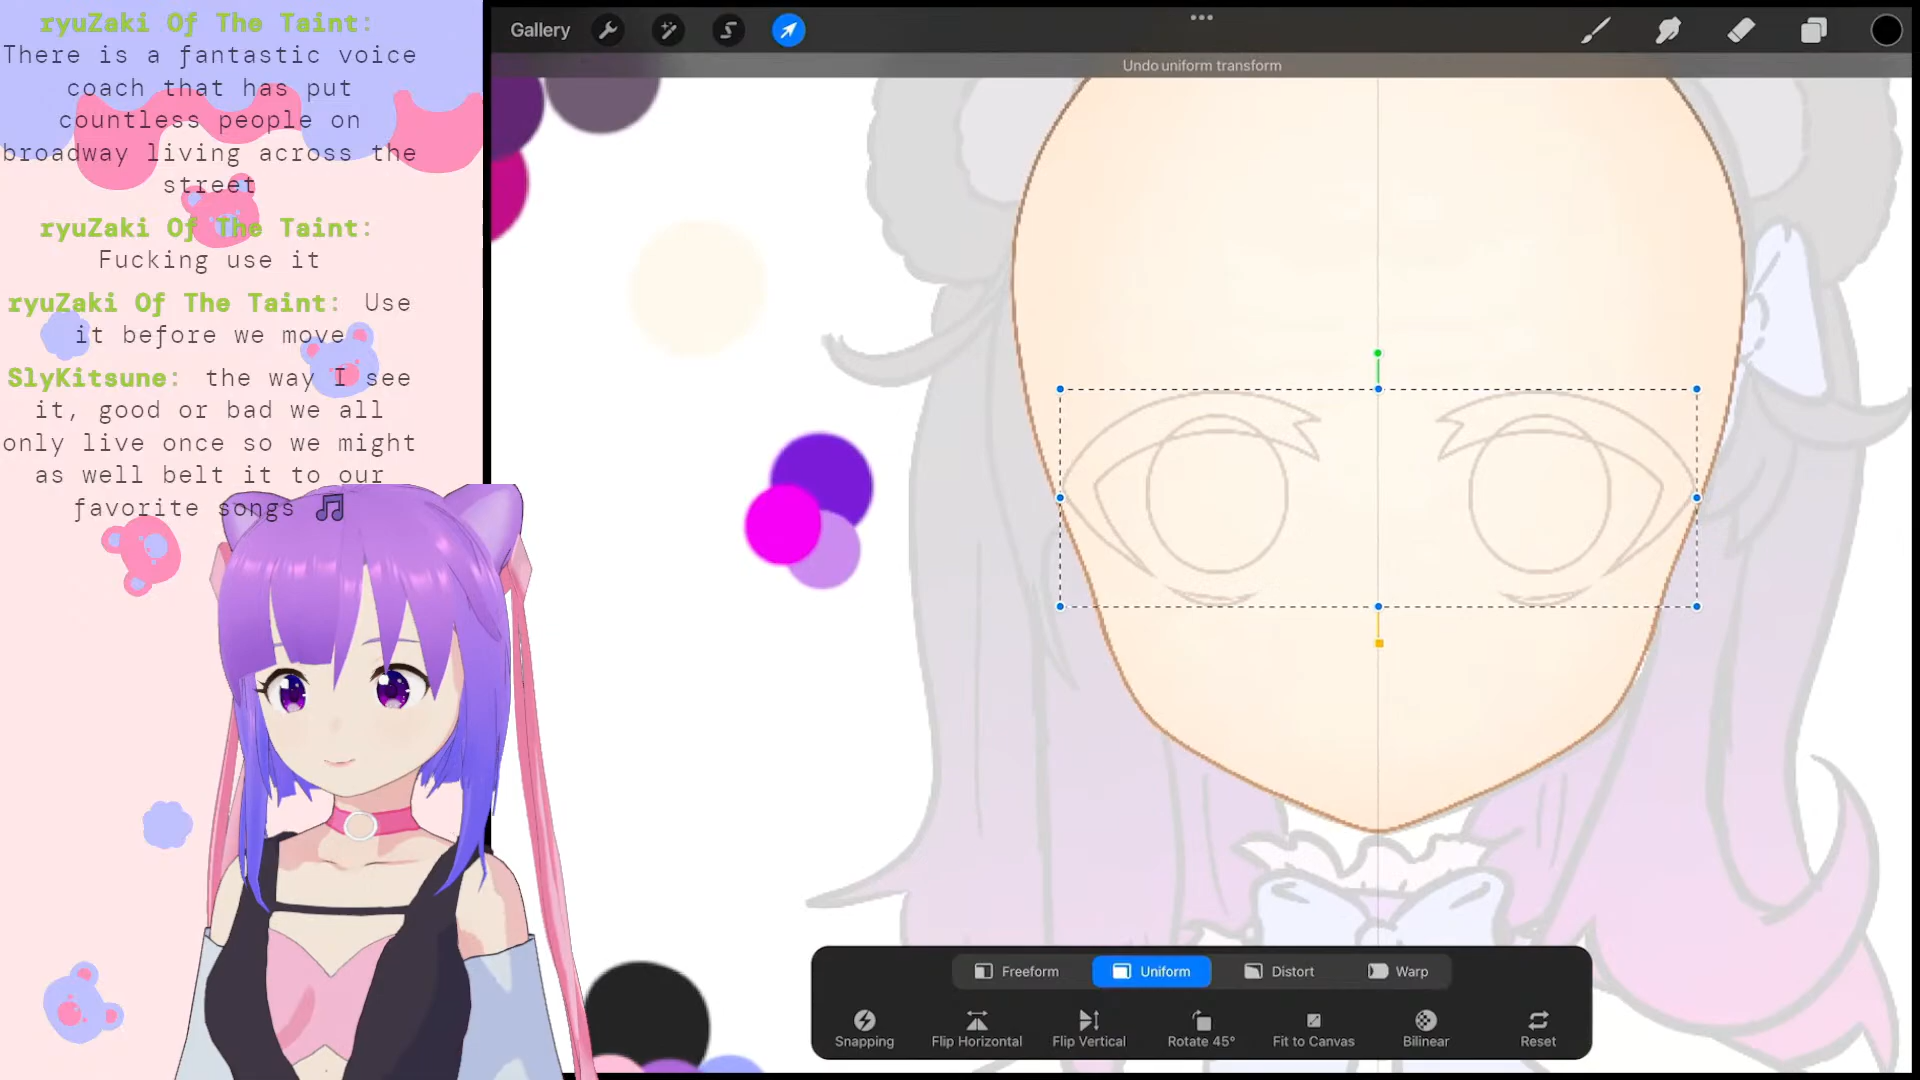 ryuZaki Of The Taint:
There is a fantastic voice
coach that has put
countless people on
broadway living across the
street
ryuZaki Of The Taint:
Fucking use it
ryuZaki Of The Taint: Use
it before we move
SlyKitsune: the way I see
it, good or bad we all
only live once so we might
as well belt it to our
favorite songs 🎵
Gallery
Undo uniform transform
Freeform Uniform Distort Warp
Snapping Flip Horizontal Flip Vertical Rotate 45° Fit to Canvas Bilinear Reset